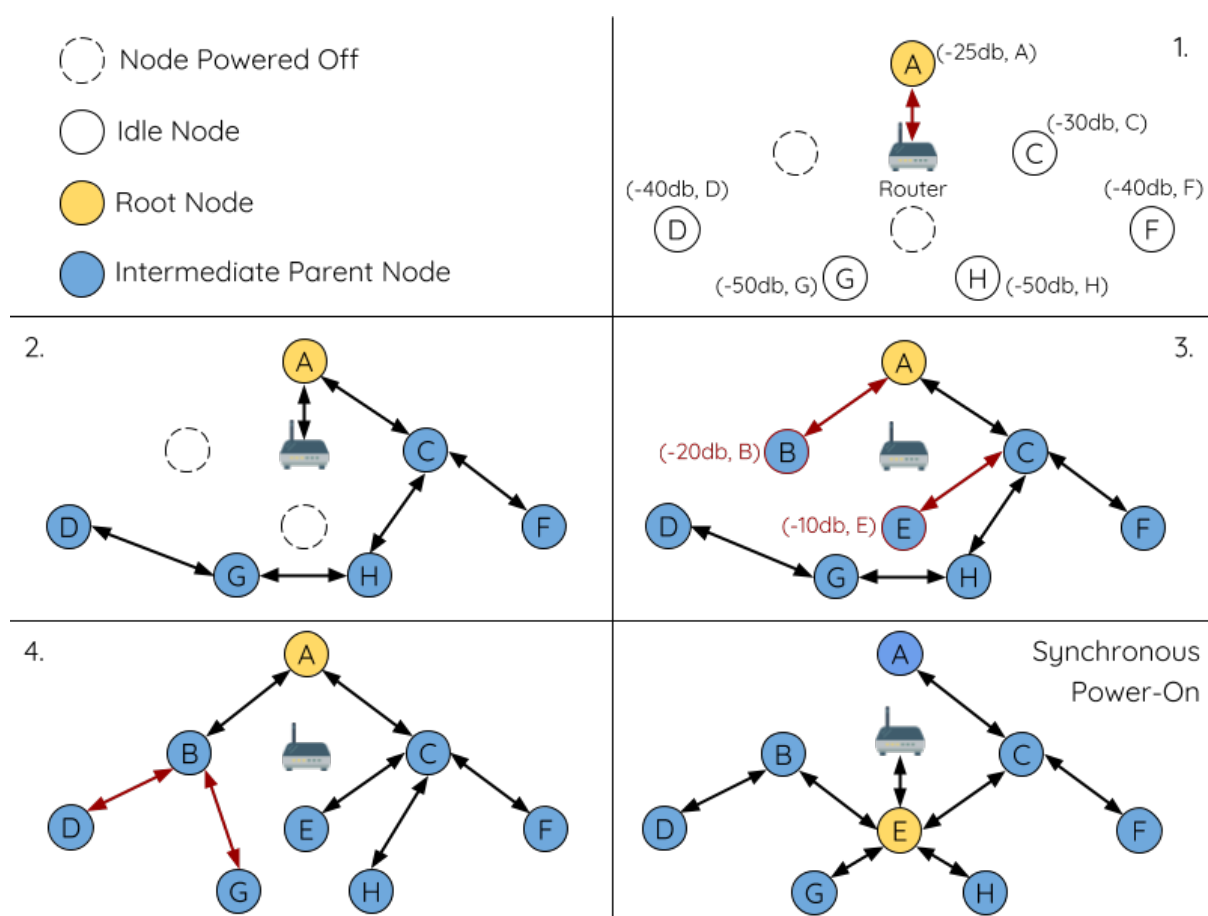 Node Powered Off
Idle Node
Root Node
Intermediate Parent Node
1.
A
(-25db, A)
(-30db, C)
C
Router
(-40db, D)
D
(-40db, F)
F
(-50db, G)
G
H
(-50db, H)
2.
A
C
D
F
G
H
3.
A
(-20db, B)
B
C
D
(-10db, E)
E
F
G
H
4.
A
B
C
D
E
F
G
H
Synchronous
Power-On
A
B
C
D
E
F
G
H